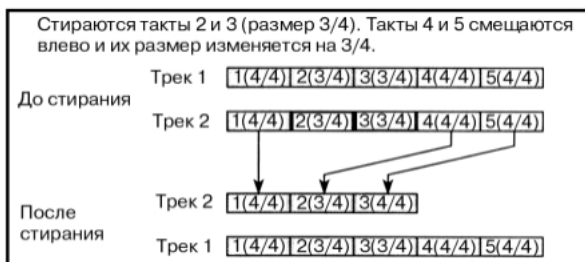 Стираются такты 2 и 3 (размер 3/4). Такты 4 и 5 смещаются
влево и их размер изменяется на 3/4.
До стирания
Трек 1 1(4/4) 2(3/4) 3(3/4) 4(4/4) 5(4/4)
Трек 2 1(4/4) 2(3/4) 3(3/4) 4(4/4) 5(4/4)
После
стирания
Трек 2 1(4/4) 2(3/4) 3(4/4)
Трек 1 1(4/4) 2(3/4) 3(3/4) 4(4/4) 5(4/4)